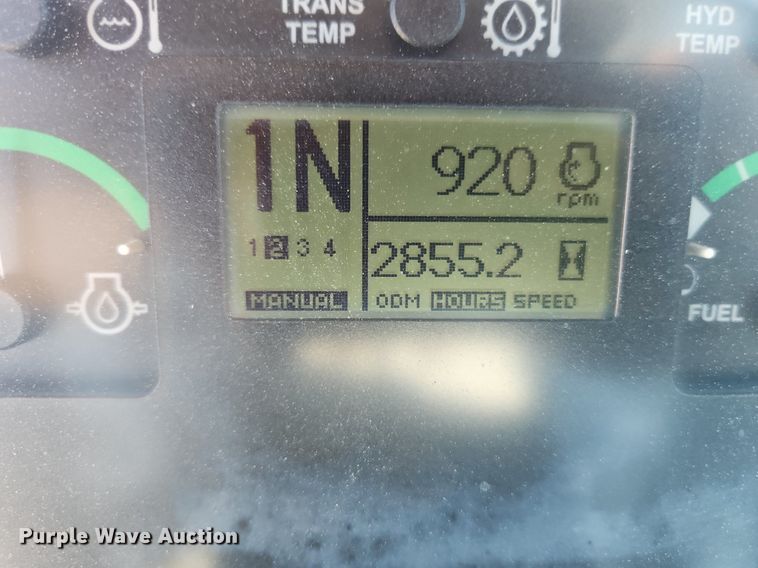 TRANS
TEMP
HYD
TEMP
1N
920
rpm
1 2 3 4
2855.2
MANUAL
ODM HOURS SPEED
FUEL
Purple Wave Auction